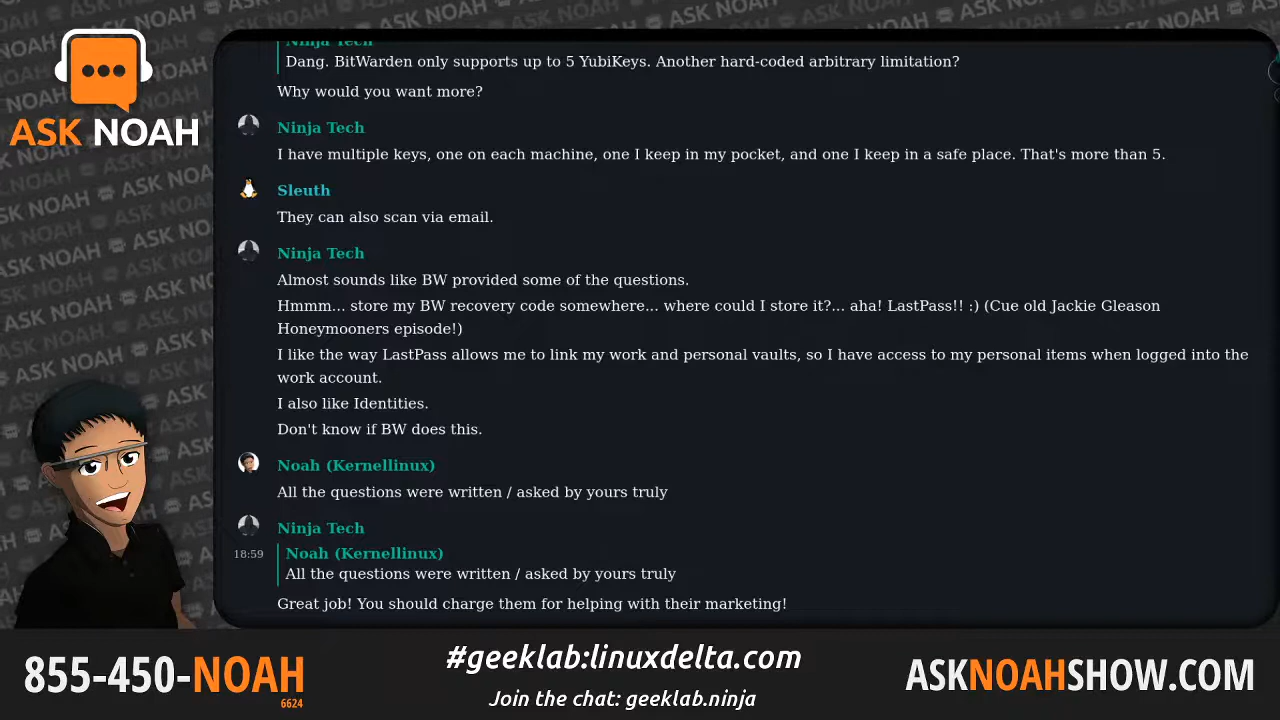 ASK NOAH
Ninja Tech
Dang. BitWarden only supports up to 5 YubiKeys. Another hard-coded arbitrary limitation?
Why would you want more?
Ninja Tech
I have multiple keys, one on each machine, one I keep in my pocket, and one I keep in a safe place. That's more than 5.
Sleuth
They can also scan via email.
Ninja Tech
Almost sounds like BW provided some of the questions.
Hmmm... store my BW recovery code somewhere... where could I store it?... aha! LastPass!! :) (Cue old Jackie Gleason
Honeymooners episode!)
I like the way LastPass allows me to link my work and personal vaults, so I have access to my personal items when logged into the
work account.
I also like Identities.
Don't know if BW does this.
Noah (Kernellinux)
All the questions were written / asked by yours truly
Ninja Tech
18:59
Noah (Kernellinux)
All the questions were written / asked by yours truly
Great job! You should charge them for helping with their marketing!
855-450-NOAH
6624
#geeklab:linuxdelta.com
Join the chat: geeklab.ninja
ASKNOAHSHOW.COM